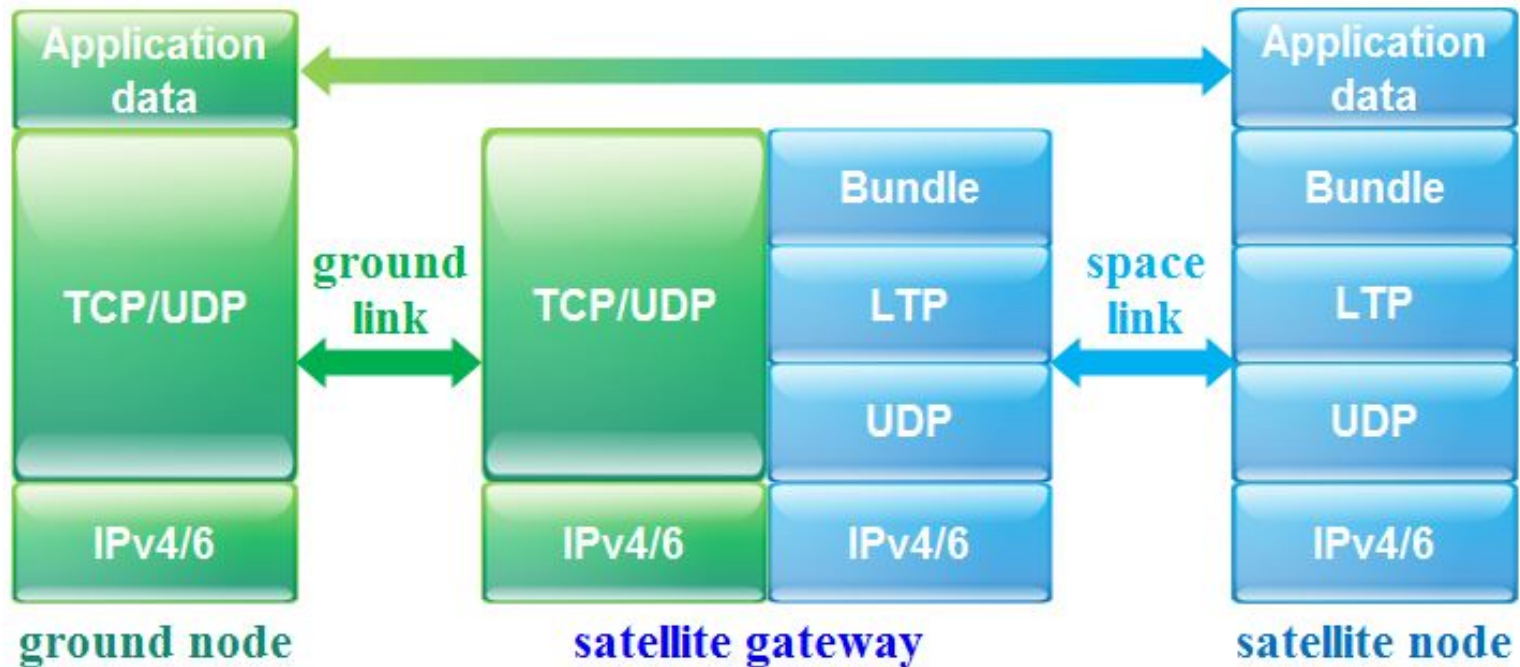 Application
data
TCP/UDP
IPv4/6
ground node
ground
link
TCP/UDP
IPv4/6
Bundle
LTP
UDP
IPv4/6
satellite gateway
space
link
Application
data
Bundle
LTP
UDP
IPv4/6
satellite node